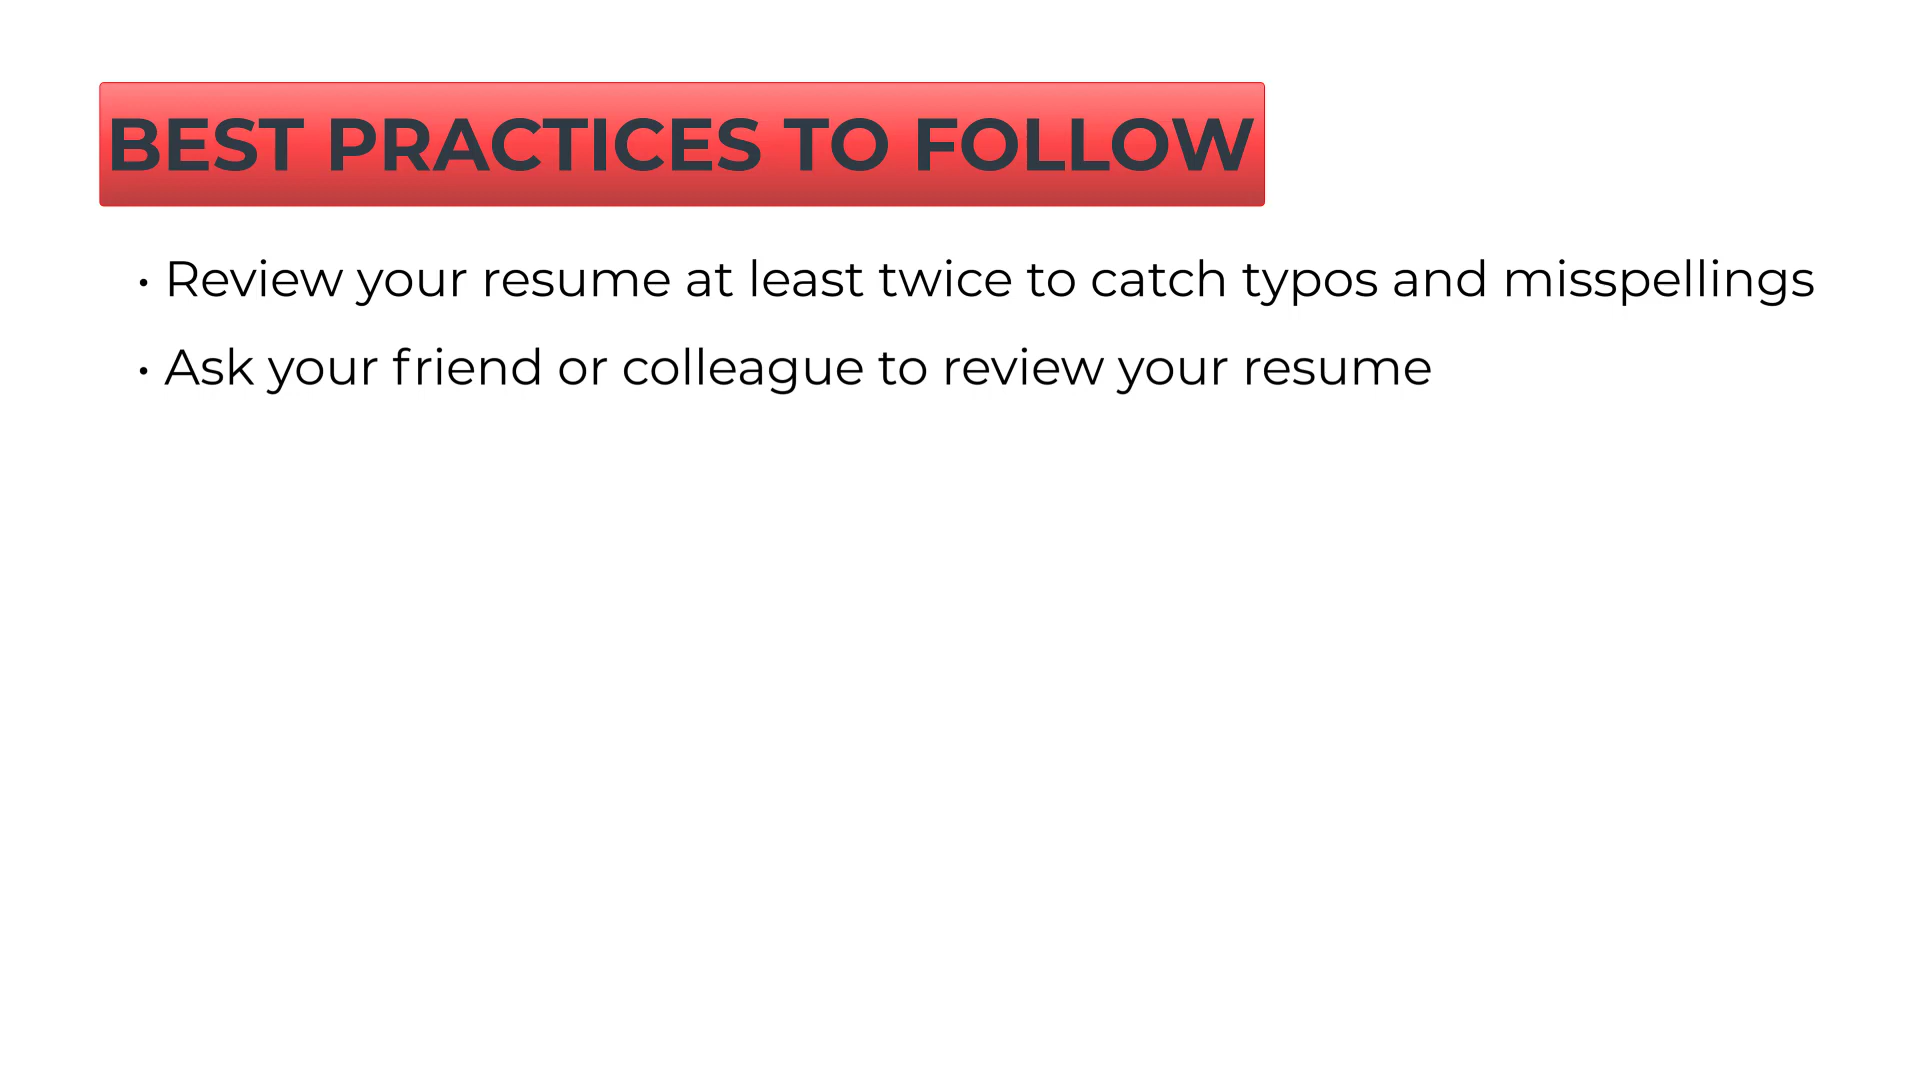 BEST PRACTICES TO FOLLOW
• Review your resume at least twice to catch typos and misspellings
• Ask your friend or colleague to review your resume